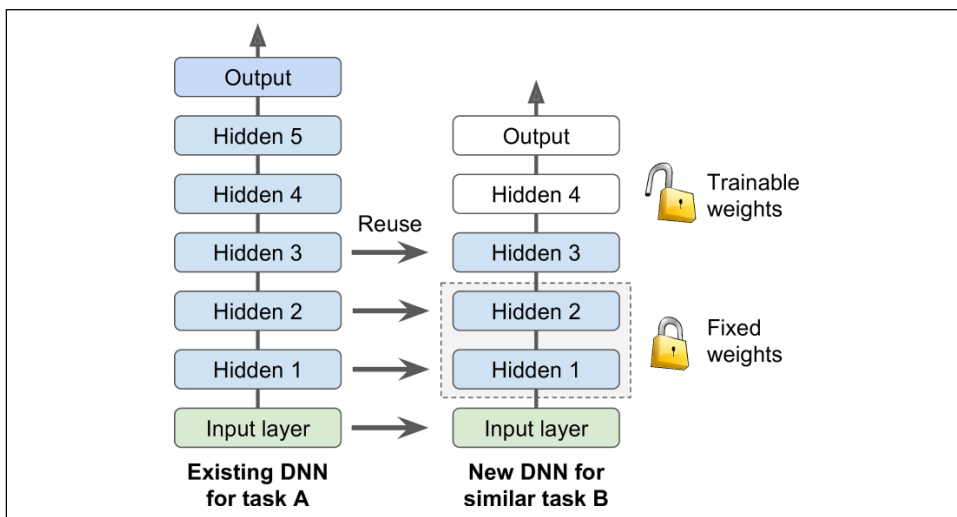 Output
Hidden 5
Hidden 4
Hidden 3
Hidden 2
Hidden 1
Input layer
Existing DNN
for task A
Reuse
Output
Hidden 4
Hidden 3
Hidden 2
Hidden 1
Input layer
New DNN for
similar task B
Trainable
weights
Fixed
weights